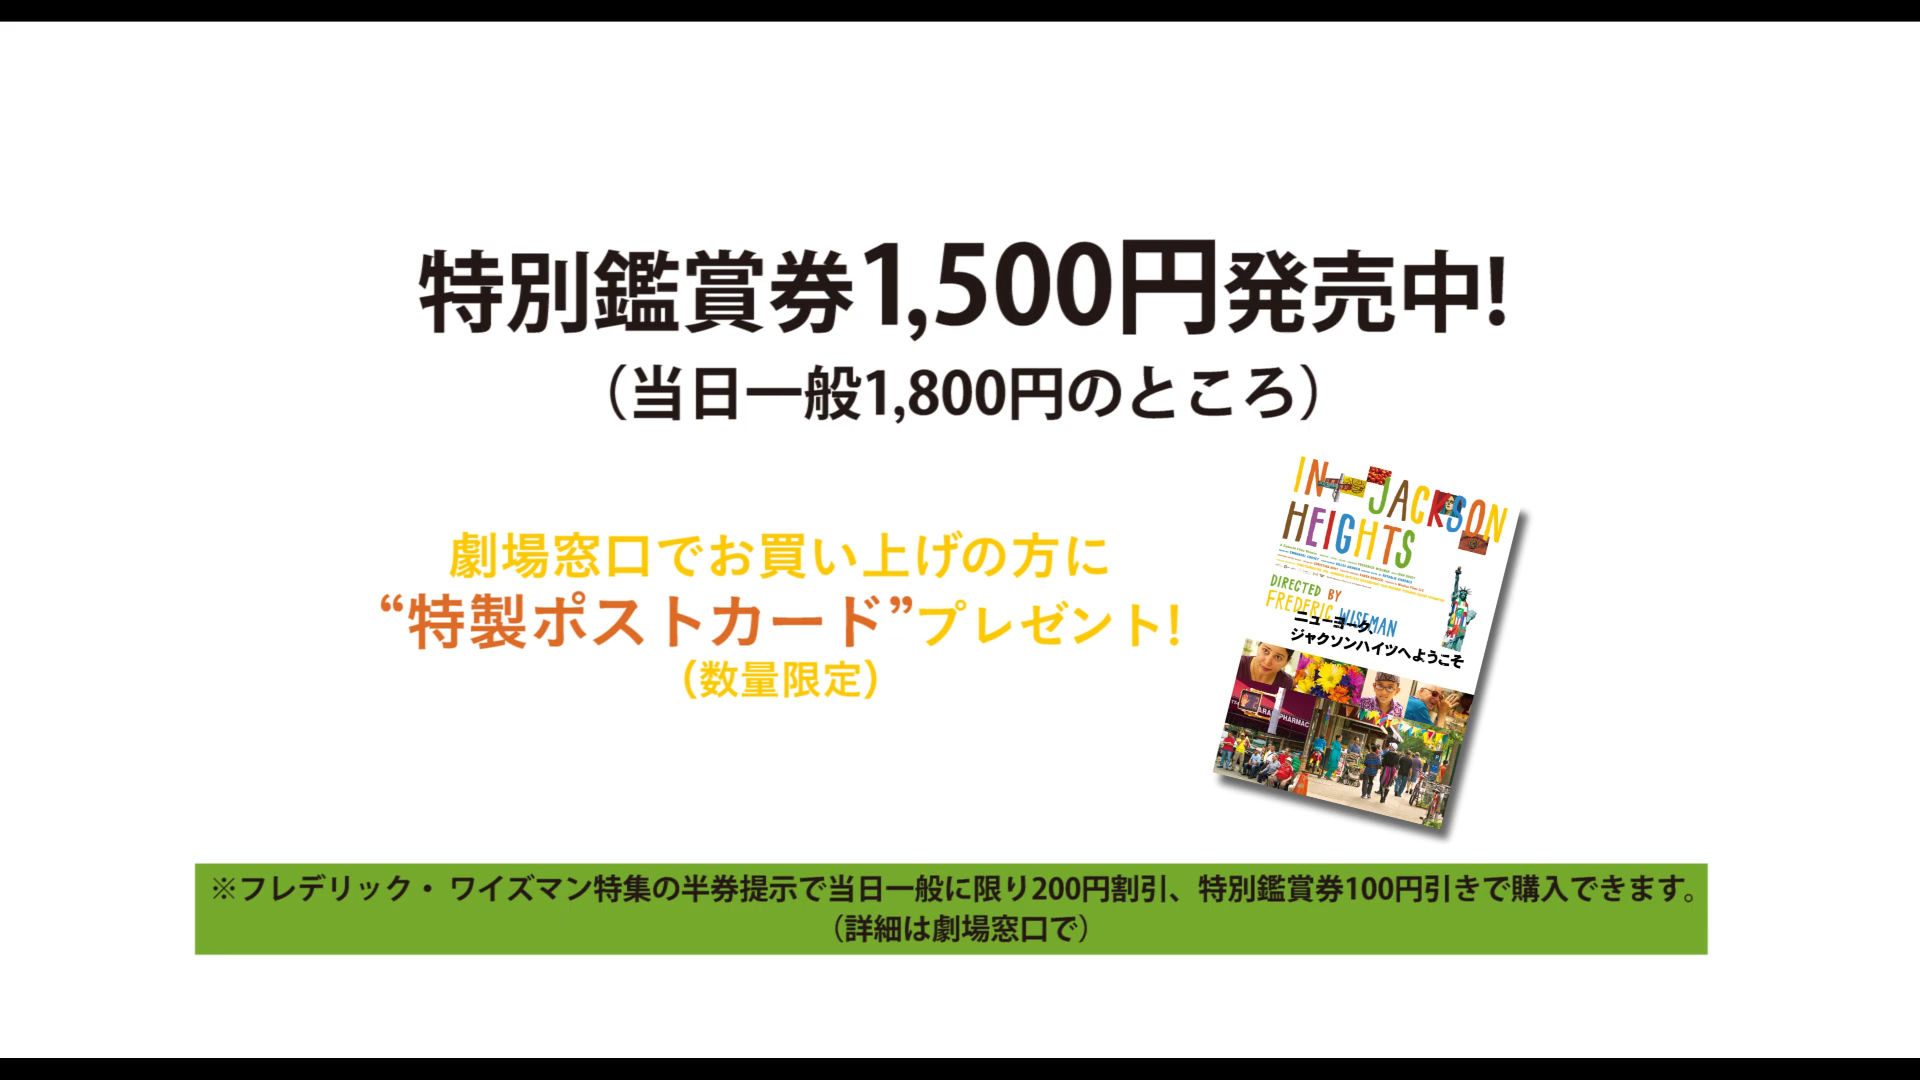 特別鑑賞券1,500円発売中!
（当日一般1,800円のところ）
劇場窓口でお買い上げの方に
“特製ポストカード”プレゼント!
（数量限定）
IN JACKSON
HEIGHTS
DIRECTED BY
FREDERIC WISEMAN
ニューヨーク、
ジャクソンハイツへようこそ
PHARMAC
※フレデリック・ワイズマン特集の半券提示で当日一般に限り200円割引、特別鑑賞券100円引きで購入できます。
（詳細は劇場窓口で）